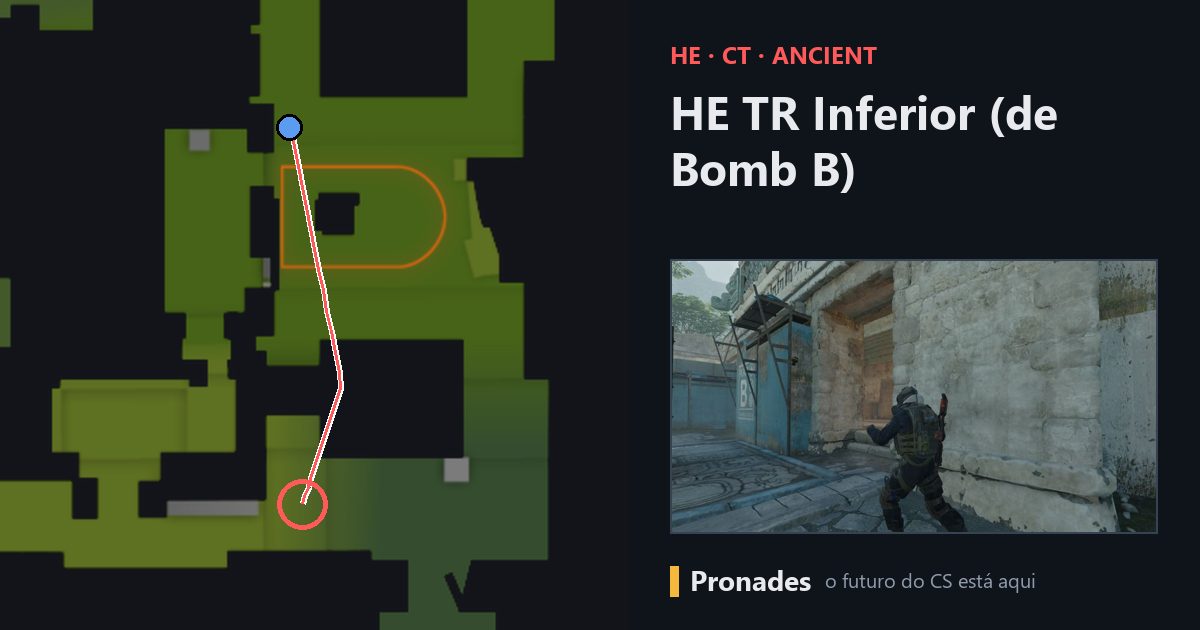 HE · CT · ANCIENT
HE TR Inferior (de
Bomb B)
B
Pronades o futuro do CS está aqui